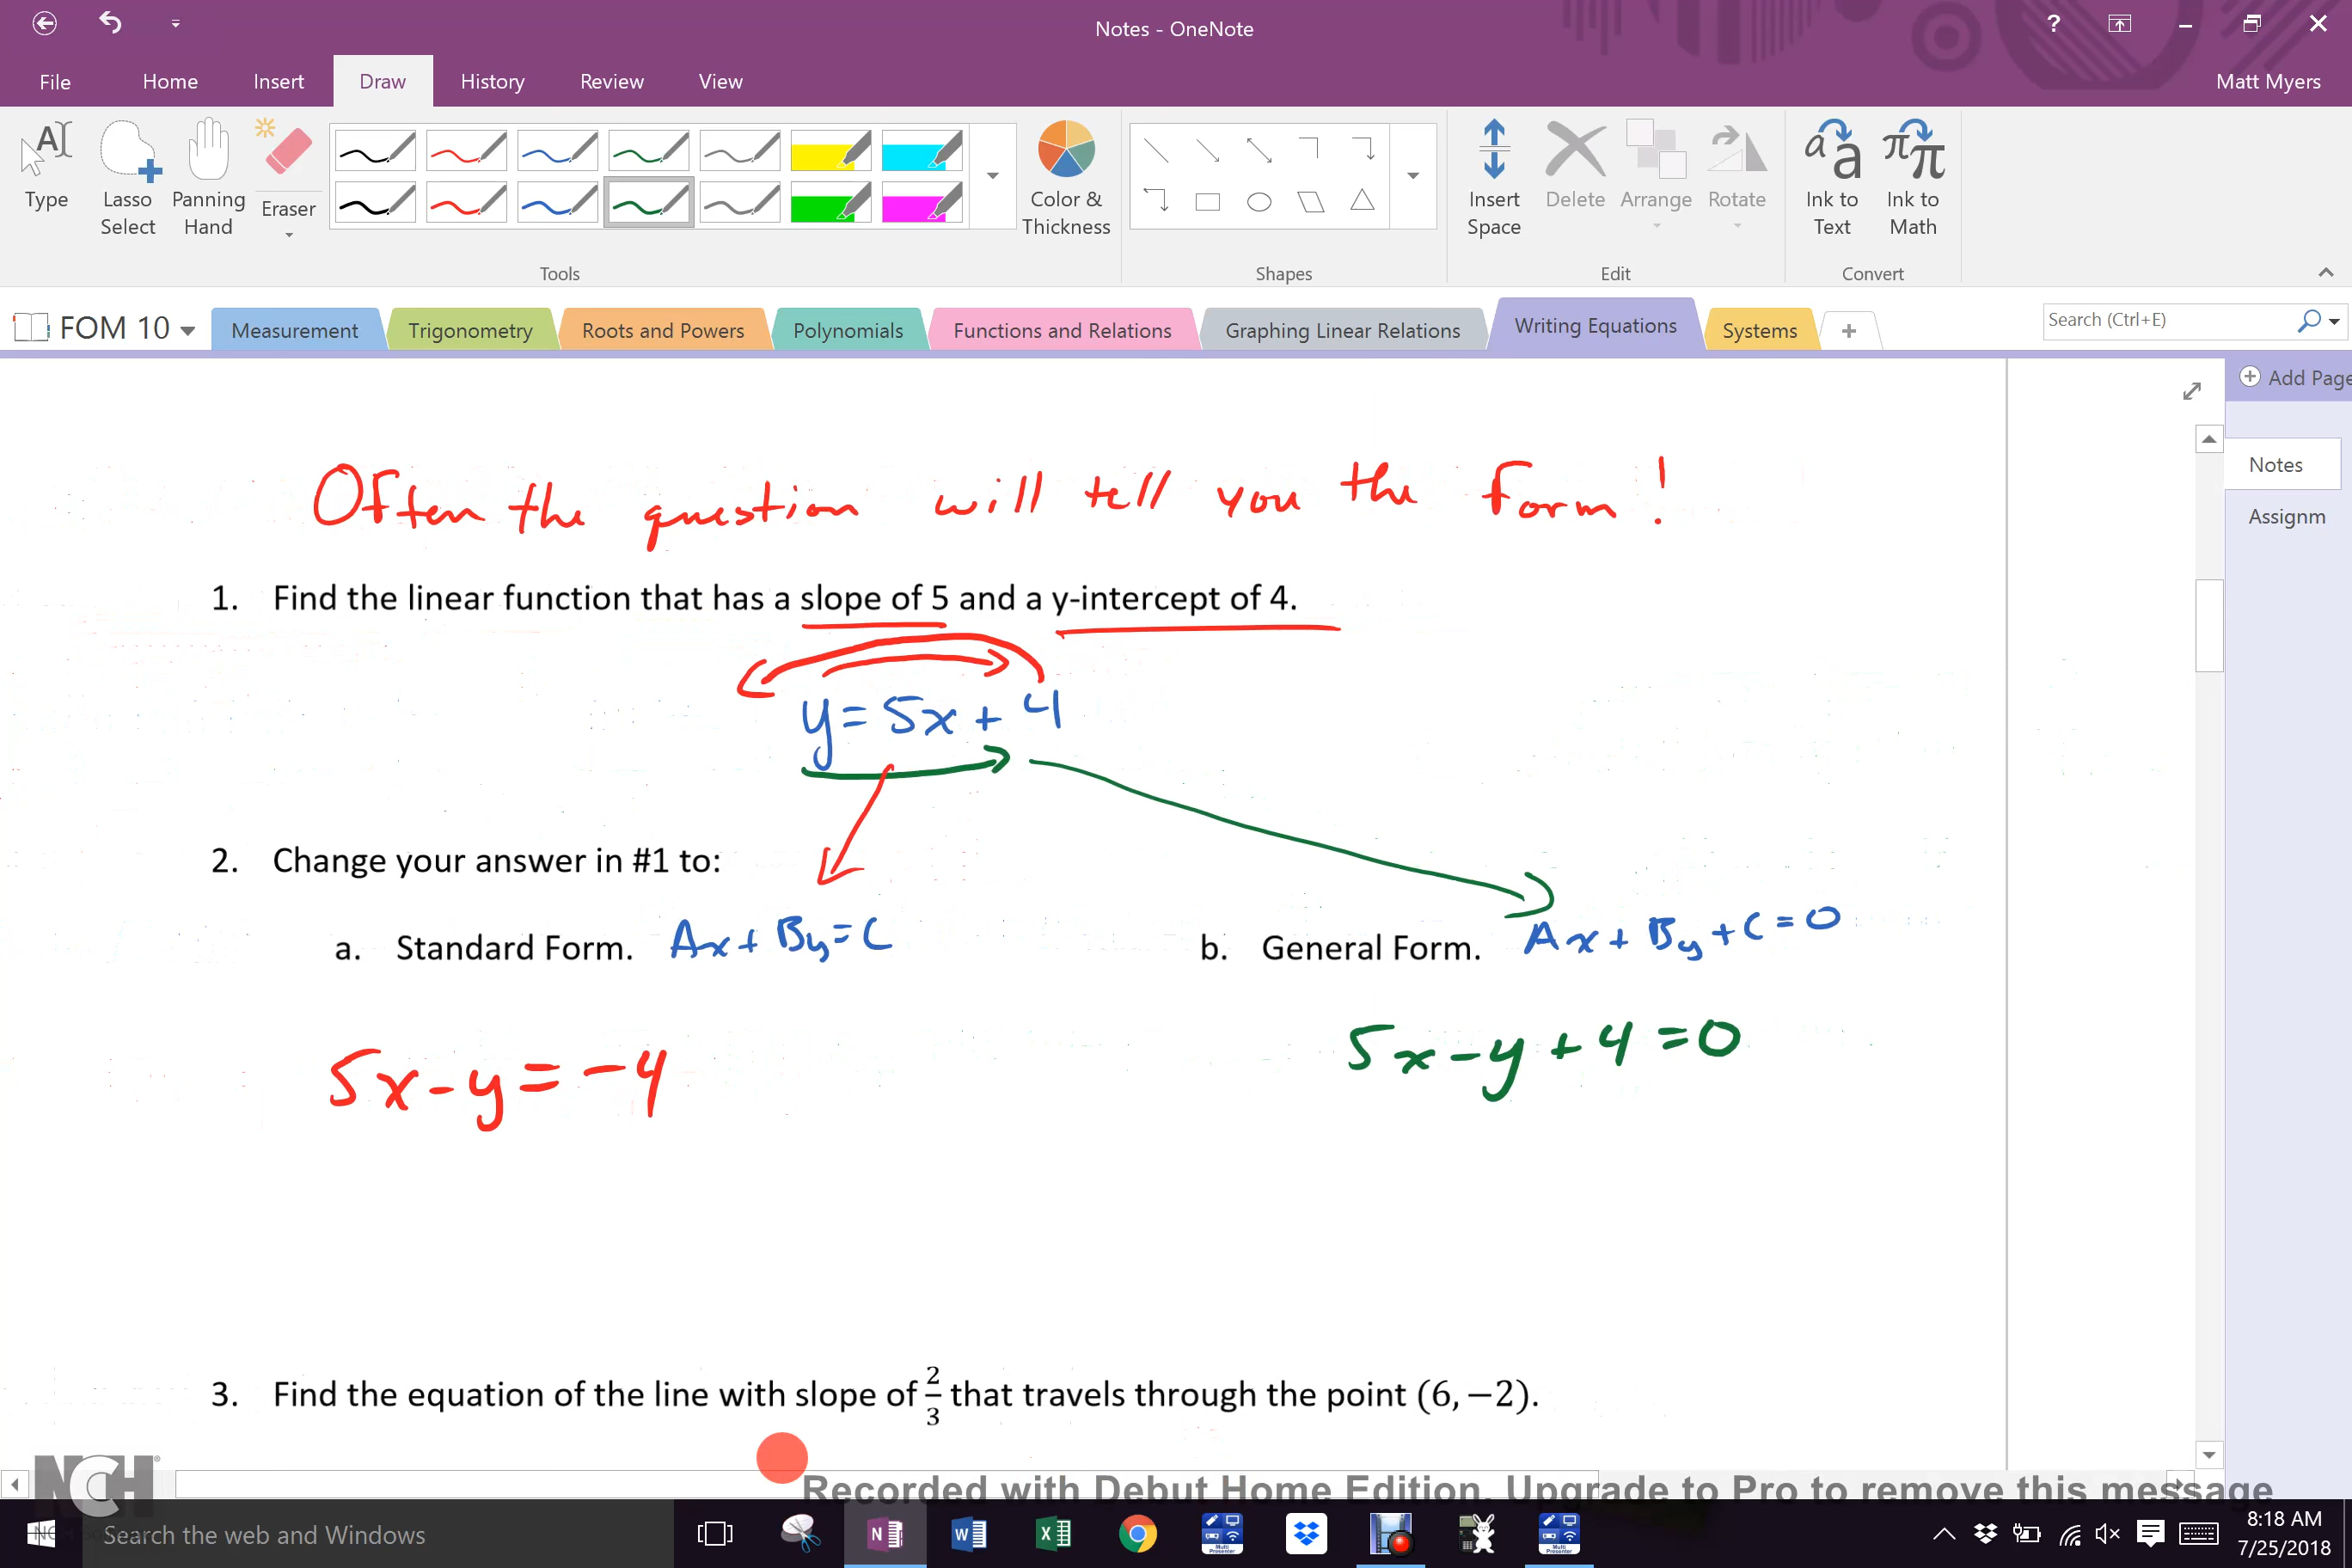 Notes - OneNote
?
File Home Insert Draw History Review View Matt Myers
Type
Lasso Select
Panning Hand
Eraser
Color & Thickness
Insert Space
Delete
Arrange
Rotate
Ink to Text
Ink to Math
Tools Shapes Edit Convert
FOM 10 Measurement Trigonometry Roots and Powers Polynomials Functions and Relations Graphing Linear Relations Writing Equations Systems + Search (Ctrl+E)
Add Page
Notes
Assignm
Often the question will tell you the form!
1. Find the linear function that has a slope of 5 and a y-intercept of 4.
y = 5x + 4
2. Change your answer in #1 to:
a. Standard Form. Ax + By = C
b. General Form. Ax + By + C = 0
5x - y = -4
5x - y + 4 = 0
3. Find the equation of the line with slope of 2/3 that travels through the point (6, −2).
NCH
Recorded with Debut Home Edition. Upgrade to Pro to remove this message
Search the web and Windows
8:18 AM
7/25/2018